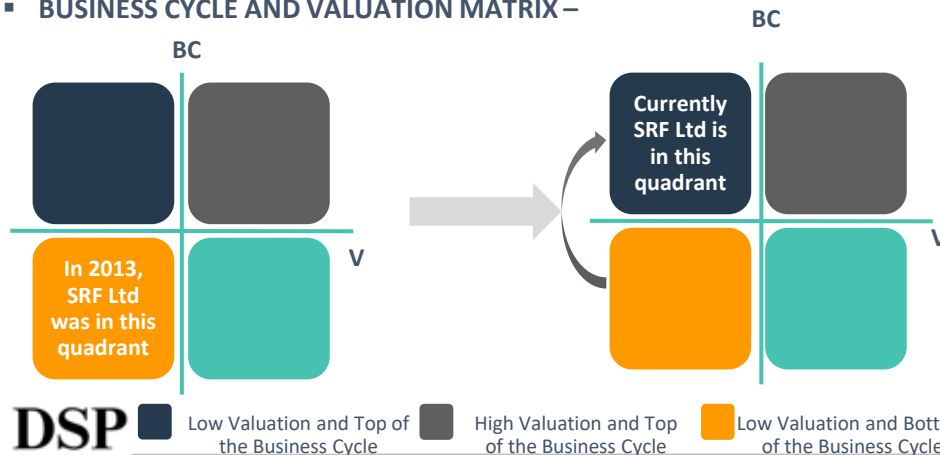 ▪ BUSINESS CYCLE AND VALUATION MATRIX –
BC
In 2013,
SRF Ltd
was in this
quadrant
V
BC
Currently
SRF Ltd is
in this
quadrant
V
DSP
Low Valuation and Top of
the Business Cycle
High Valuation and Top
of the Business Cycle
Low Valuation and Bott
of the Business Cycle